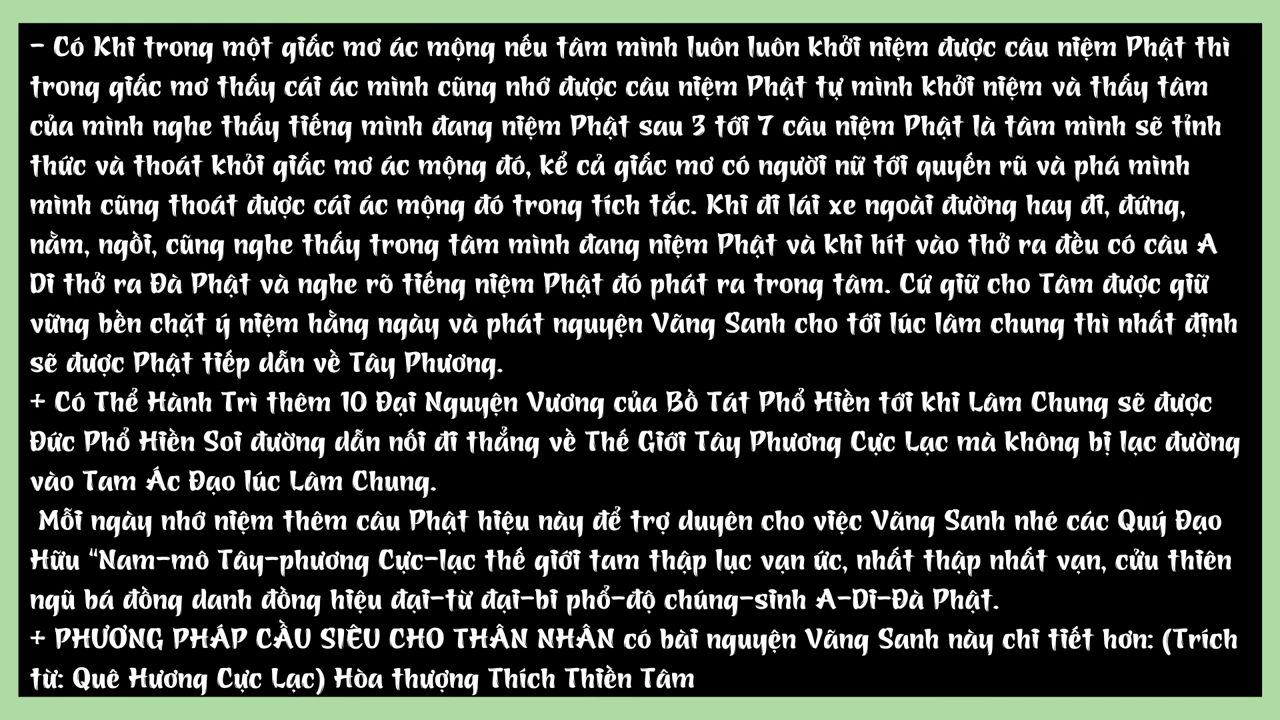 - Có Khi trong một giấc mơ ác mộng nếu tâm mình luôn luôn khởi niệm được câu niệm Phật thì
trong giấc mơ thấy cái ác mình cũng nhớ được câu niệm Phật tự mình khởi niệm và thấy tâm
của mình nghe thấy tiếng mình đang niệm Phật sau 3 tới 7 câu niệm Phật là tâm mình sẽ tỉnh
thức và thoát khỏi giấc mơ ác mộng đó, kể cả giấc mơ có người nữ tới quyến rũ và phá mình
mình cũng thoát được cái ác mộng đó trong tích tắc. Khi đi lái xe ngoài đường hay đi, đứng,
nằm, ngồi, cũng nghe thấy trong tâm mình đang niệm Phật và khi hít vào thở ra đều có câu A
Di thở ra Đà Phật và nghe rõ tiếng niệm Phật đó phát ra trong tâm. Cứ giữ cho Tâm được giữ
vững bền chặt ý niệm hằng ngày và phát nguyện Vãng Sanh cho tới lúc lâm chung thì nhất định
sẽ được Phật tiếp dẫn về Tây Phương.
+ Có Thể Hành Trì thêm 10 Đại Nguyện Vương của Bồ Tát Phổ Hiền tới khi Lâm Chung sẽ được
Đức Phổ Hiền Soi đường dẫn nối đi thẳng về Thế Giới Tây Phương Cực Lạc mà không bị lạc đường
vào Tam Ác Đạo lúc Lâm Chung.
Mỗi ngày nhớ niệm thêm câu Phật hiệu này để trợ duyên cho việc Vãng Sanh nhé các Quý Đạo
Hữu “Nam-mô Tây-phương Cực-lạc thế giới tam thập lục vạn ức, nhất thập nhất vạn, cửu thiên
ngũ bá đồng danh đồng hiệu đại-từ đại-bi phổ-độ chúng-sinh A-Di-Đà Phật.
+ PHƯƠNG PHÁP CẦU SIÊU CHO THÂN NHÂN có bài nguyện Vãng Sanh này chi tiết hơn: (Trích
từ: Quê Hương Cực Lạc) Hòa thượng Thích Thiền Tâm